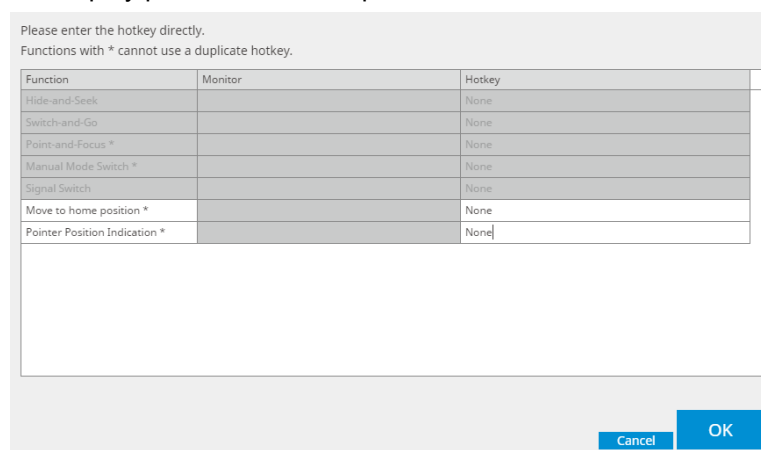 Please enter the hotkey directly.
Functions with * cannot use a duplicate hotkey.
Function Monitor Hotkey
Hide-and-Seek None
Switch-and-Go None
Point-and-Focus * None
Manual Mode Switch * None
Signal Switch None
Move to home position * None
Pointer Position Indication * None
Cancel OK